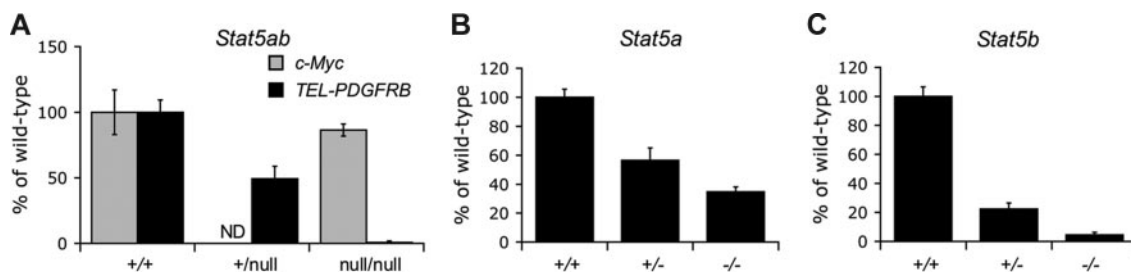 A
Stat5ab
% of wild-type
150
100
50
0
c-Myc
TEL-PDGFRB
ND
+/+
+/null
null/null
B
Stat5a
% of wild-type
120
100
80
60
40
20
0
+/+
+/-
-/-
C
Stat5b
% of wild-type
120
100
80
60
40
20
0
+/+
+/-
-/-